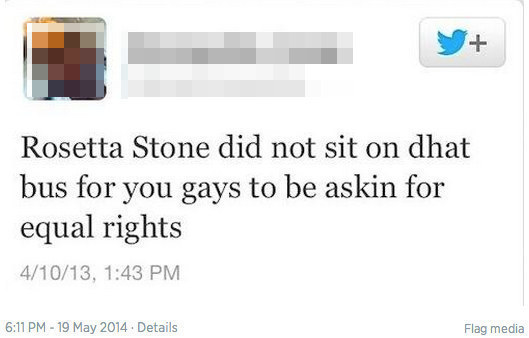 Rosetta Stone did not sit on dhat
bus for you gays to be askin for
equal rights
4/10/13, 1:43 PM
6:11 PM - 19 May 2014 · Details
Flag media